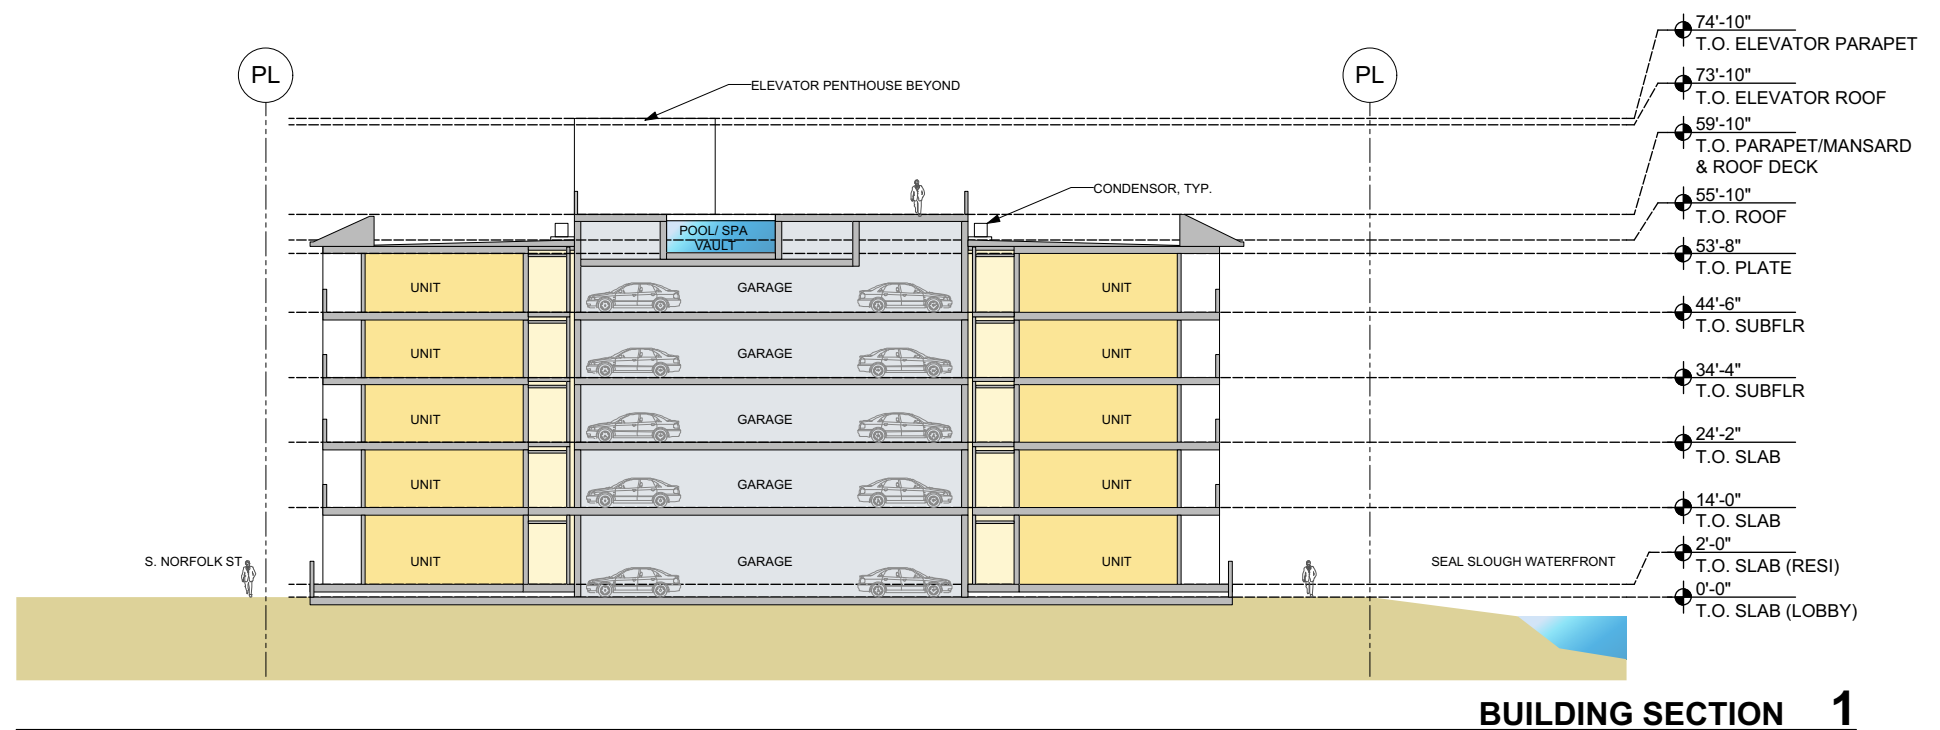 74'-10"
T.O. ELEVATOR PARAPET
PL
PL
73'-10"
T.O. ELEVATOR ROOF
ELEVATOR PENTHOUSE BEYOND
59'-10"
T.O. PARAPET/MANSARD
& ROOF DECK
CONDENSOR, TYP.
55'-10"
T.O. ROOF
POOL/ SPA
VAULT
53'-8"
T.O. PLATE
UNIT
GARAGE
UNIT
44'-6"
T.O. SUBFLR
UNIT
GARAGE
UNIT
34'-4"
T.O. SUBFLR
UNIT
GARAGE
UNIT
24'-2"
T.O. SLAB
UNIT
GARAGE
UNIT
14'-0"
T.O. SLAB
S. NORFOLK ST
UNIT
GARAGE
UNIT
SEAL SLOUGH WATERFRONT
2'-0"
T.O. SLAB (RESI)
0'-0"
T.O. SLAB (LOBBY)
BUILDING SECTION 1